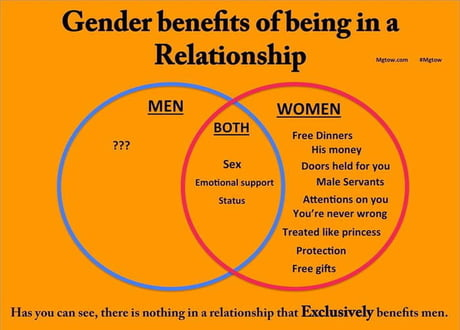 Gender benefits of being in a
Relationship
Mgtow.com #Mgtow
MEN
???
BOTH
Sex
Emotional support
Status
WOMEN
Free Dinners
His money
Doors held for you
Male Servants
Attentions on you
You're never wrong
Treated like princess
Protection
Free gifts
Has you can see, there is nothing in a relationship that Exclusively benefits men.